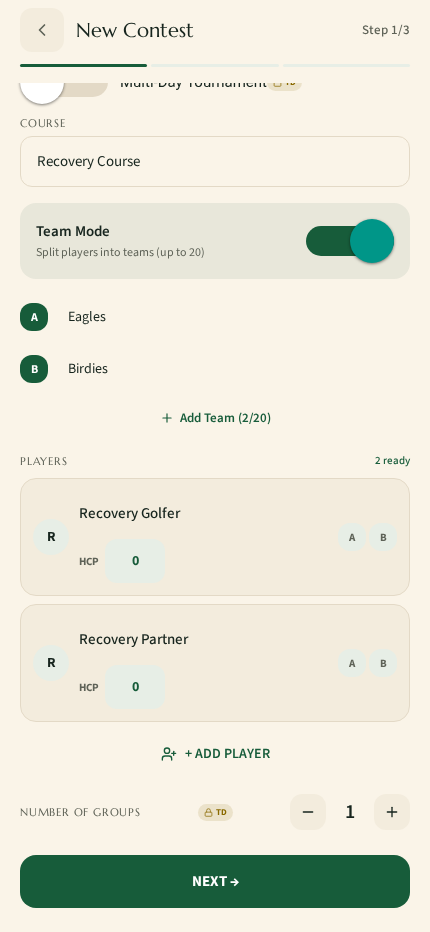 New Contest
Step 1/3
Multi Day Tournament
COURSE
Recovery Course
Team Mode
Split players into teams (up to 20)
A Eagles
B Birdies
+ Add Team (2/20)
PLAYERS
2 ready
Recovery Golfer
R
A B
HCP 0
Recovery Partner
R
A B
HCP 0
+ ADD PLAYER
NUMBER OF GROUPS
TD
− 1 +
NEXT →